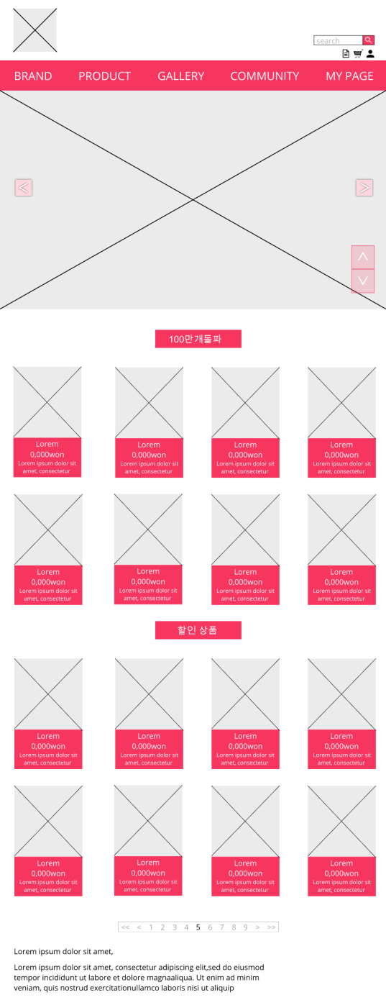 search
BRAND PRODUCT GALLERY COMMUNITY MY PAGE
< >
100만개돌파
Lorem Lorem Lorem Lorem
0,000won 0,000won 0,000won 0,000won
Lorem ipsum dolor sit Lorem ipsum dolor sit Lorem ipsum dolor sit Lorem ipsum dolor sit
amet, consectetur amet, consectetur amet, consectetur amet, consectetur
Lorem Lorem Lorem Lorem
0,000won 0,000won 0,000won 0,000won
Lorem ipsum dolor sit Lorem ipsum dolor sit Lorem ipsum dolor sit Lorem ipsum dolor sit
amet, consectetur amet, consectetur amet, consectetur amet, consectetur
할인 상품
Lorem Lorem Lorem Lorem
0,000won 0,000won 0,000won 0,000won
Lorem ipsum dolor sit Lorem ipsum dolor sit Lorem ipsum dolor sit Lorem ipsum dolor sit
amet, consectetur amet, consectetur amet, consectetur amet, consectetur
Lorem Lorem Lorem Lorem
0,000won 0,000won 0,000won 0,000won
Lorem ipsum dolor sit Lorem ipsum dolor sit Lorem ipsum dolor sit Lorem ipsum dolor sit
amet, consectetur amet, consectetur amet, consectetur amet, consectetur
<< < 1 2 3 4 5 6 7 8 9 > >>
Lorem ipsum dolor sit amet,
Lorem ipsum dolor sit amet, consectetur adipiscing elit,sed do eiusmod
tempor incididunt ut labore et dolore magnaaliqua. Ut enim ad minim
veniam, quis nostrud exercitationullamco laboris nisi ut aliquip